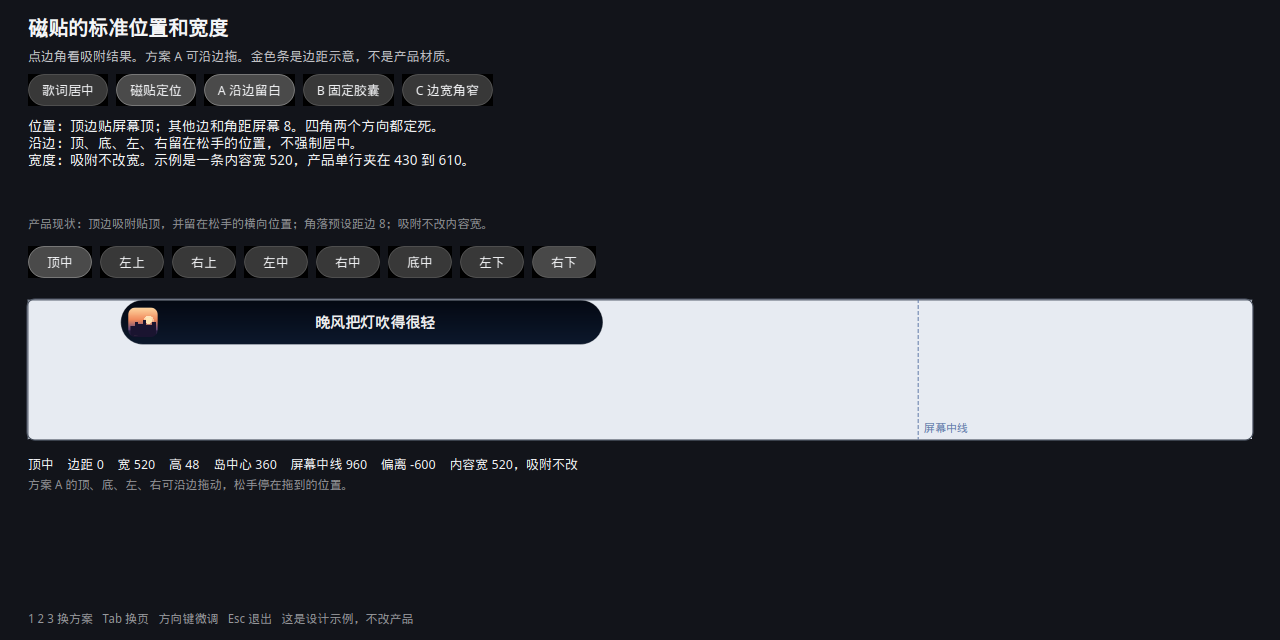 磁贴的标准位置和宽度
点边角看吸附结果。方案 A 可沿边拖。金色条是边距示意，不是产品材质。
歌词居中 磁贴定位 A 沿边留白 B 固定胶囊 C 边宽角窄
位置：顶边贴屏幕顶；其他边和角距屏幕 8。四角两个方向都定死。
沿边：顶、底、左、右留在松手的位置，不强制居中。
宽度：吸附不改宽。示例是一条内容宽 520，产品单行夹在 430 到 610。
产品现状：顶边吸附贴顶，并留在松手的横向位置；角落预设距边 8；吸附不改内容宽。
顶中 左上 右上 左中 右中 底中 左下 右下
晚风把灯吹得很轻
屏幕中线
顶中 边距 0 宽 520 高 48 岛中心 360 屏幕中线 960 偏离 -600 内容宽 520，吸附不改
方案 A 的顶、底、左、右可沿边拖动，松手停在拖到的位置。
1 2 3 换方案 Tab 换页 方向键微调 Esc 退出 这是设计示例，不改产品